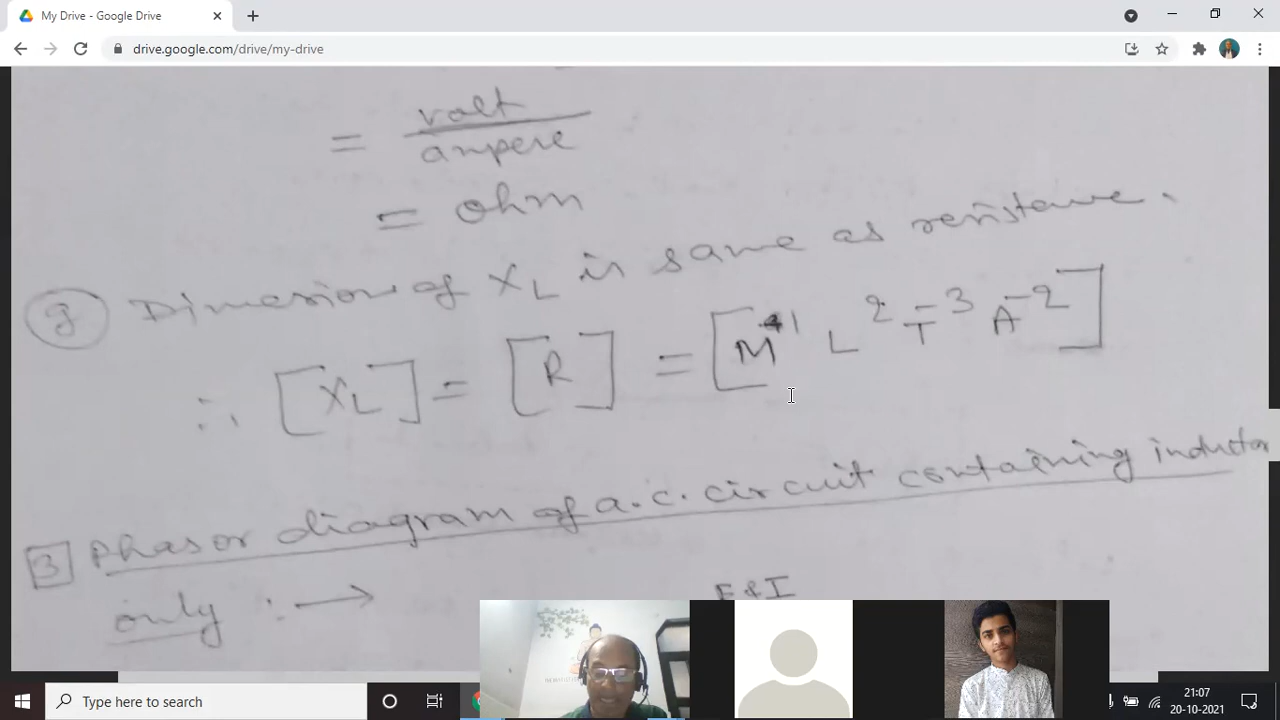 My Drive - Google Drive
drive.google.com/drive/my-drive
= volt / ampere
= ohm
g Dimension of XL is same as resistance.
∴ [XL] = [R] = [M+1 L2 T-3 A-2]
3 Phasor diagram of a.c. circuit containing inductor
only :→
E & I
Type here to search
21:07
20-10-2021